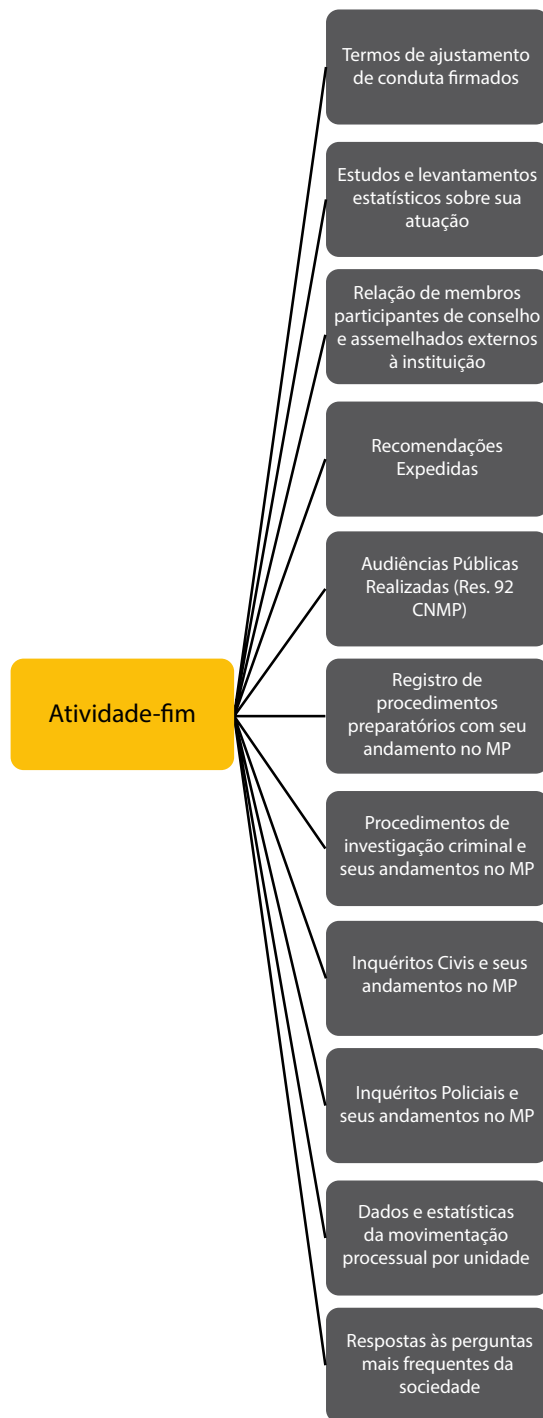 Termos de ajustamento
de conduta firmados
Estudos e levantamentos
estatísticos sobre sua
atuação
Relação de membros
participantes de conselho
e assemelhados externos
à instituição
Recomendações
Expedidas
Audiências Públicas
Realizadas (Res. 92
CNMP)
Atividade-fim
Registro de
procedimentos
preparatórios com seu
andamento no MP
Procedimentos de
investigação criminal e
seus andamentos no MP
Inquéritos Civis e seus
andamentos no MP
Inquéritos Policiais e
seus andamentos no MP
Dados e estatísticas
da movimentação
processual por unidade
Respostas às perguntas
mais frequentes da
sociedade